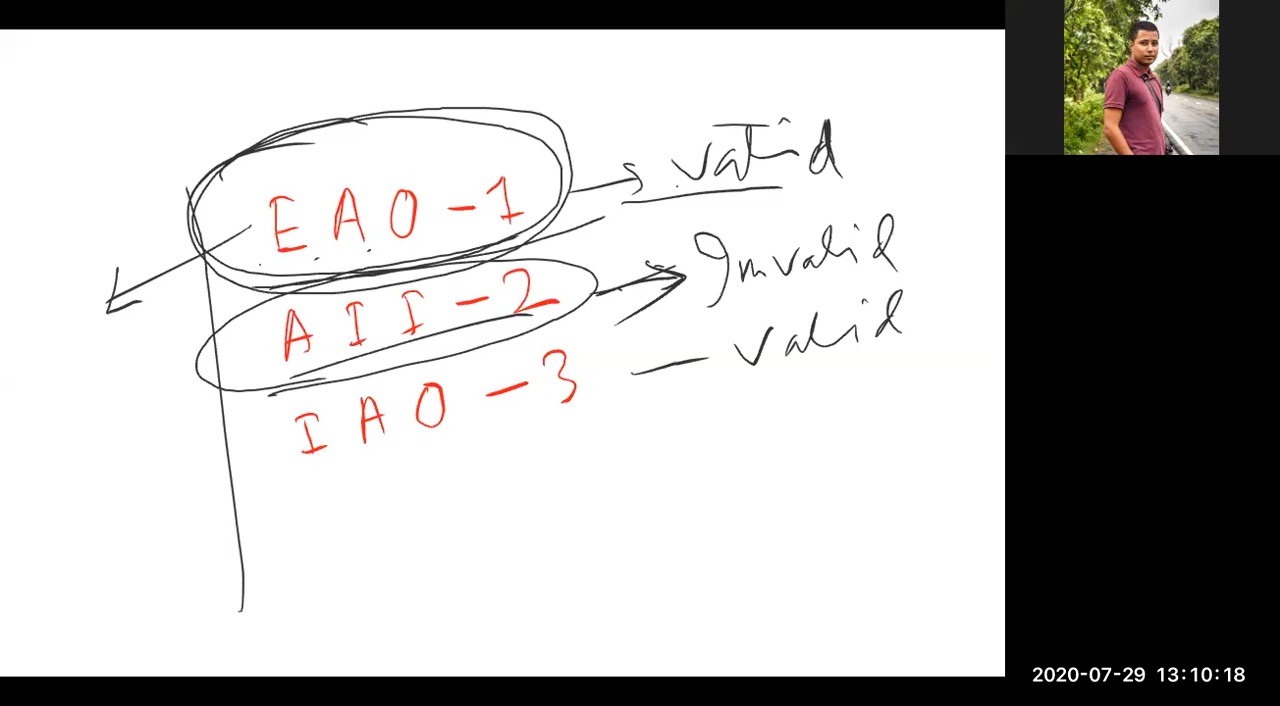 EAO-1 → valid
AII-2 → Invalid
IAO-3 — valid
2020-07-29 13:10:18